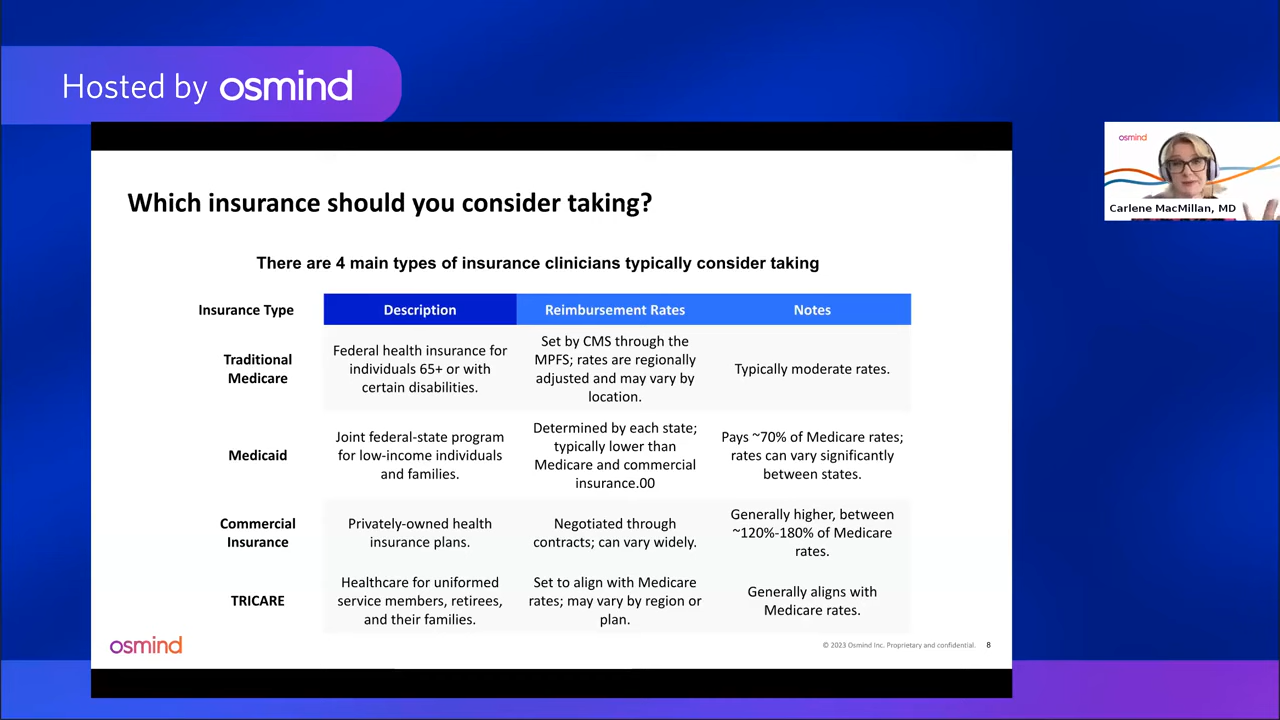 Hosted by osmind
osmind
Carlene MacMillan, MD
Which insurance should you consider taking?
There are 4 main types of insurance clinicians typically consider taking
Insurance Type
Description
Reimbursement Rates
Notes
Traditional
Medicare
Federal health insurance for
individuals 65+ or with
certain disabilities.
Set by CMS through the
MPFS; rates are regionally
adjusted and may vary by
location.
Typically moderate rates.
Medicaid
Joint federal-state program
for low-income individuals
and families.
Determined by each state;
typically lower than
Medicare and commercial
insurance.00
Pays ~70% of Medicare rates;
rates can vary significantly
between states.
Commercial
Insurance
Privately-owned health
insurance plans.
Negotiated through
contracts; can vary widely.
Generally higher, between
~120%-180% of Medicare
rates.
TRICARE
Healthcare for uniformed
service members, retirees,
and their families.
Set to align with Medicare
rates; may vary by region or
plan.
Generally aligns with
Medicare rates.
osmind
© 2023 Osmind Inc. Proprietary and confidential.
8